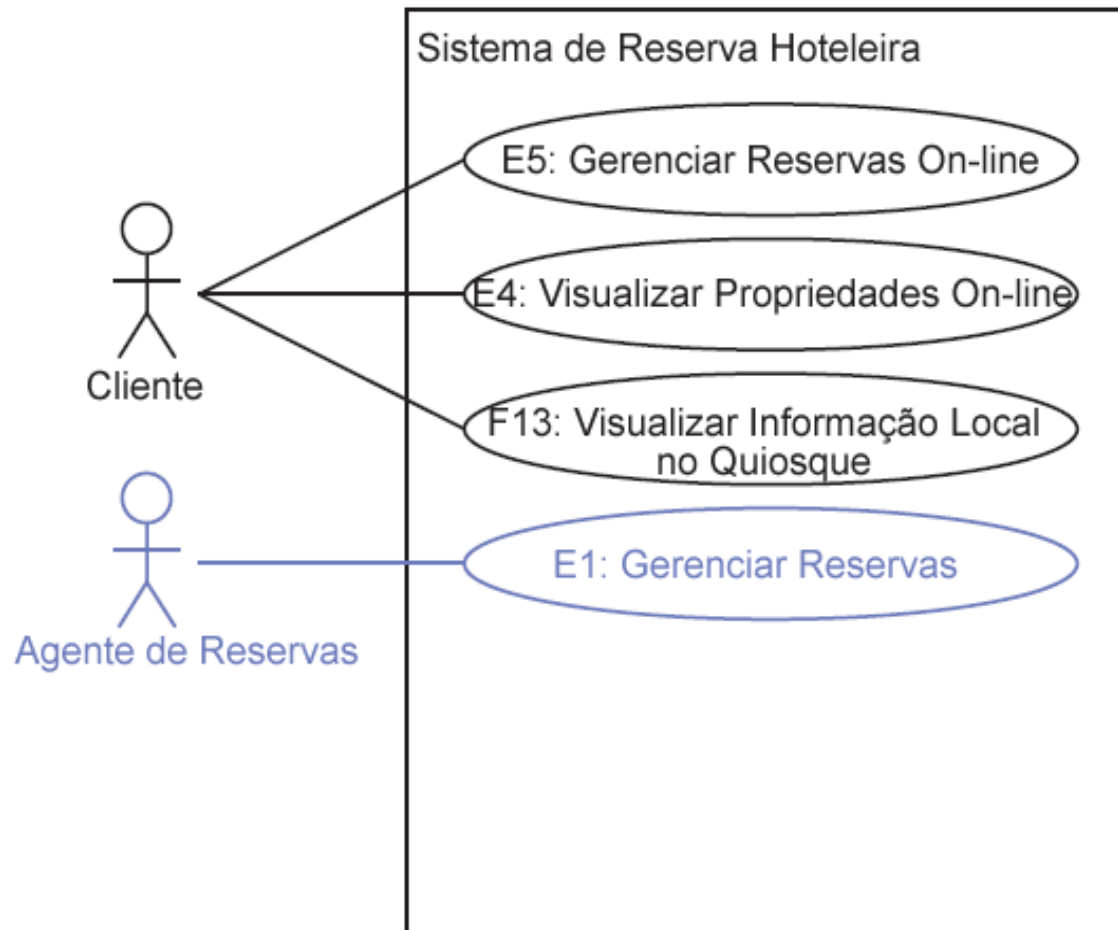 Sistema de Reserva Hoteleira
E5: Gerenciar Reservas On-line
E4: Visualizar Propriedades On-line
F13: Visualizar Informação Local
no Quiosque
Cliente
E1: Gerenciar Reservas
Agente de Reservas